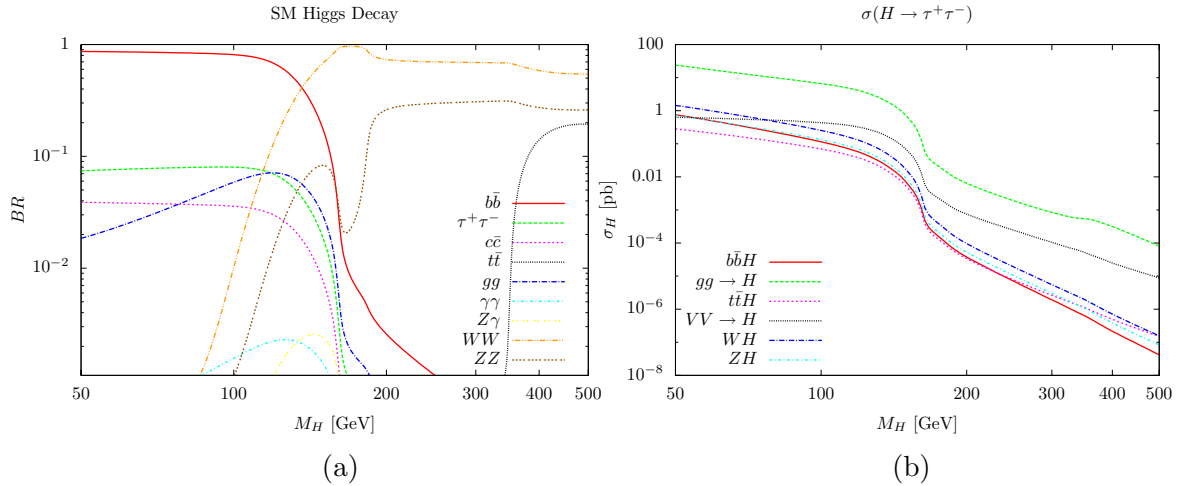 SM Higgs Decay
BR
1
10⁻¹
10⁻²
50 100 200 300 400 500
M_H [GeV]
bb̄
τ⁺τ⁻
cc̄
tt̄
gg
γγ
Zγ
WW
ZZ
(a)
σ(H → τ⁺τ⁻)
σ_H [pb]
100
1
0.01
10⁻⁴
10⁻⁶
10⁻⁸
50 100 200 300 400 500
M_H [GeV]
bb̄H
gg → H
tt̄H
VV → H
WH
ZH
(b)